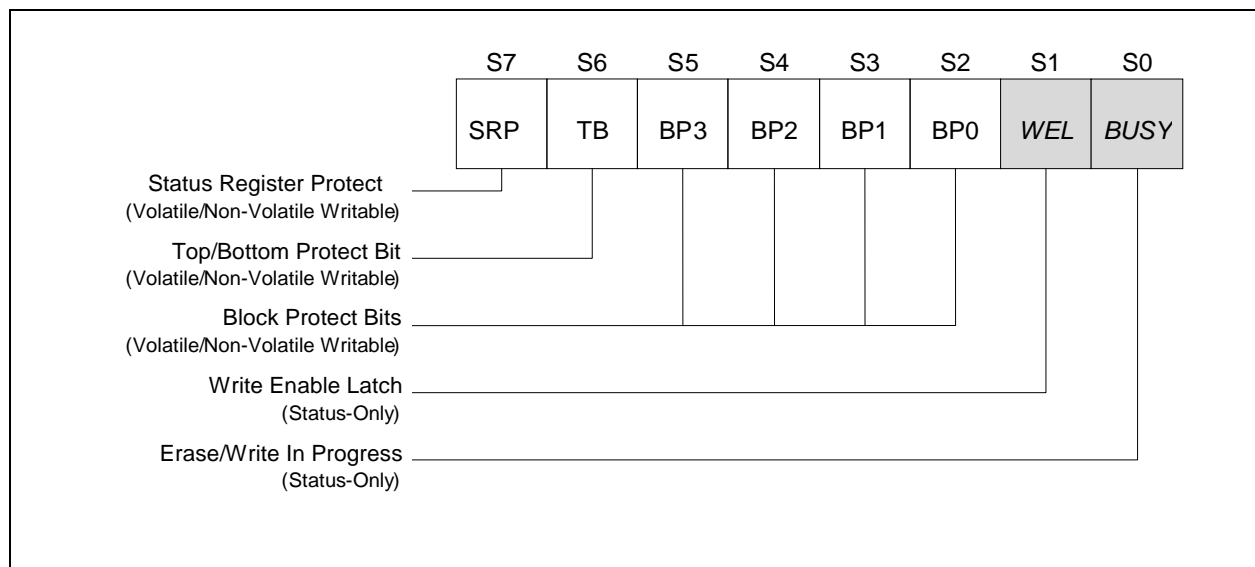 S7 S6 S5 S4 S3 S2 S1 S0
SRP TB BP3 BP2 BP1 BP0 WEL BUSY
Status Register Protect
(Volatile/Non-Volatile Writable)
Top/Bottom Protect Bit
(Volatile/Non-Volatile Writable)
Block Protect Bits
(Volatile/Non-Volatile Writable)
Write Enable Latch
(Status-Only)
Erase/Write In Progress
(Status-Only)